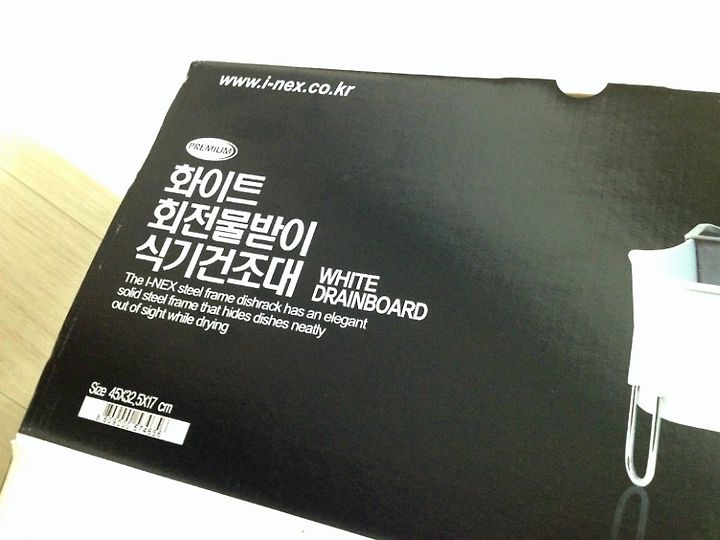 www.i-nex.co.kr
PREMIUM
화이트
회전물받이
식기건조대
WHITE
DRAINBOARD
The I-NEX steel frame dishrack has an elegant
solid steel frame that hides dishes neatly
out of sight while drying
Size 45X32,5X17 cm